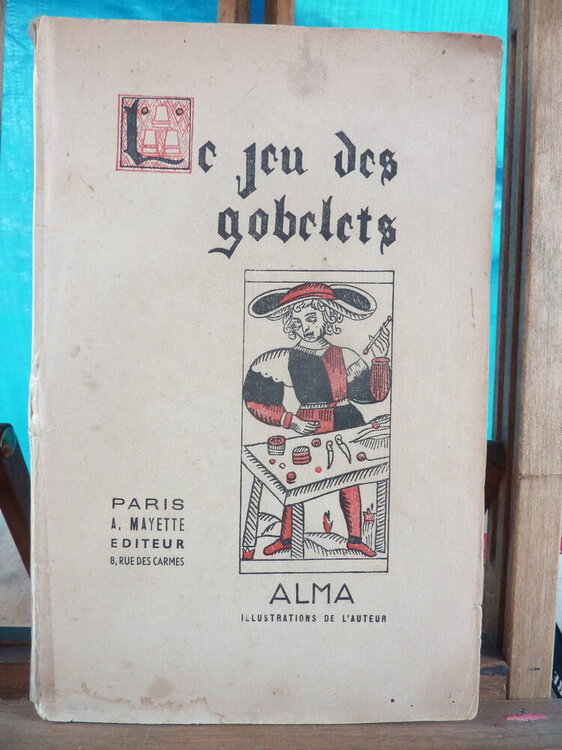 Le jeu des
gobelets
PARIS
A. MAYETTE
EDITEUR
8, RUE DES CARMES
ALMA
ILLUSTRATIONS DE L'AUTEUR